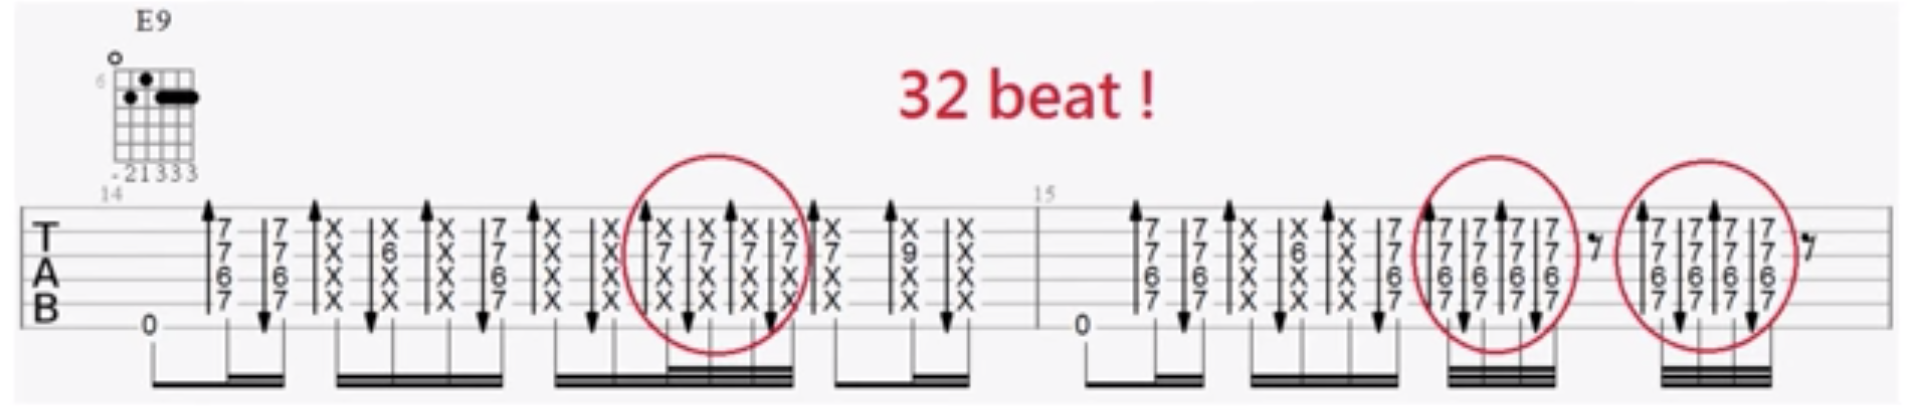 E9
32 beat !
6
-21333
14 15
7 7 X X X 7 X X X X X X X X X 7 7 X X X 7 7 7 7 7 7 7 7 7
T 7 7 X 6 X 7 X X 7 7 7 7 7 9 X 7 7 X 6 X 7 7 7 7 7 7 7 7 7
A 6 6 X X X 6 X X X X X X X X X 6 6 X X X 6 6 6 6 6 6 6 6 6
B 7 7 X X X 7 X X X X X X X X X 7 7 X X X 7 7 7 7 7 7 7 7 7
0 0